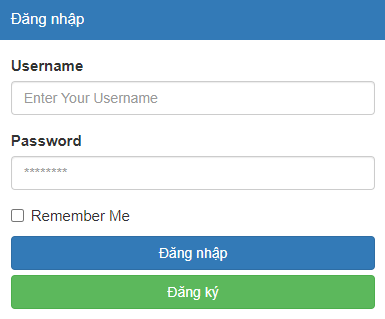 Đăng nhập
Username
Enter Your Username
Password
********
Remember Me
Đăng nhập
Đăng ký